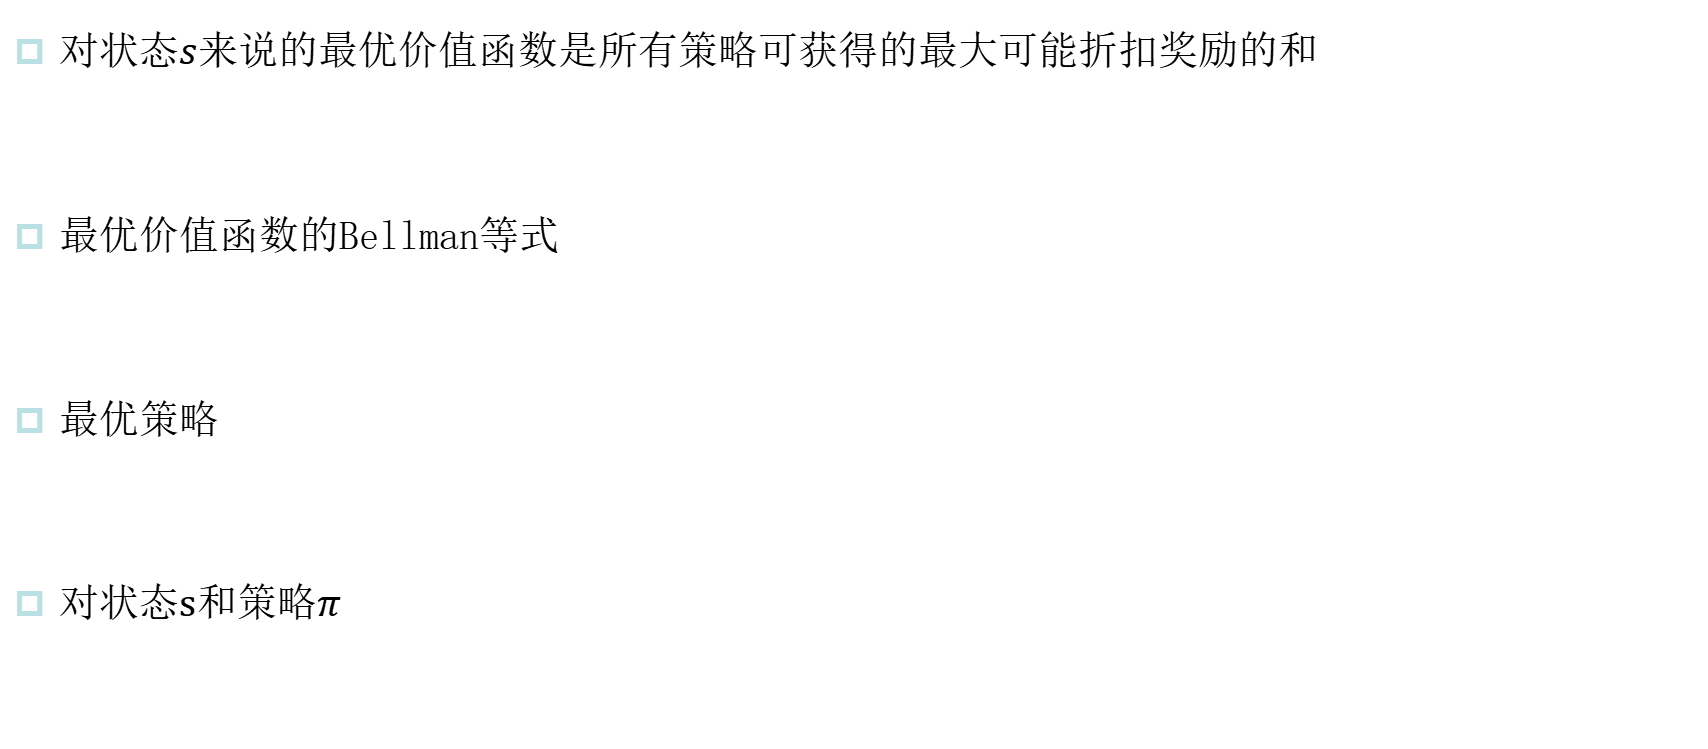 对状态𝑠来说的最优价值函数是所有策略可获得的最大可能折扣奖励的和
最优价值函数的Bellman等式
最优策略
对状态s和策略𝜋